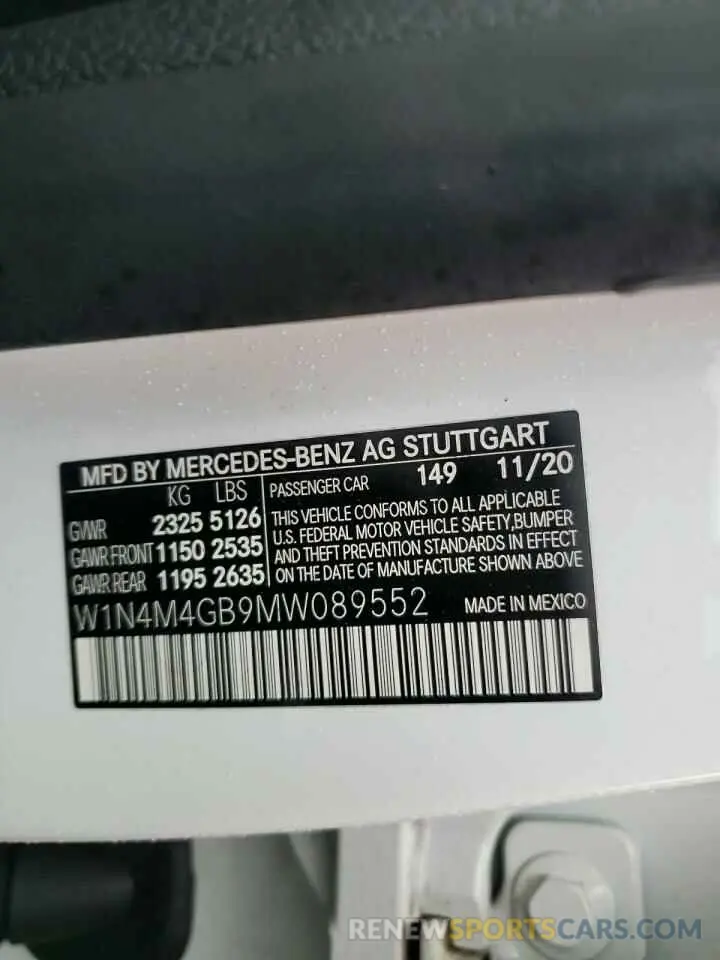 MFD BY MERCEDES-BENZ AG STUTTGART
KG LBS PASSENGER CAR 149 11/20
GVWR 2325 5126 THIS VEHICLE CONFORMS TO ALL APPLICABLE
U.S. FEDERAL MOTOR VEHICLE SAFETY, BUMPER
GAWR FRONT 1150 2535 AND THEFT PREVENTION STANDARDS IN EFFECT
GAWR REAR 1195 2635 ON THE DATE OF MANUFACTURE SHOWN ABOVE
W1N4M4GB9MW089552 MADE IN MEXICO
RENEWSPORTSCARS.COM